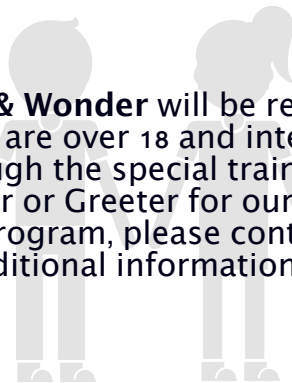 & Wonder will be re
are over 18 and inte
ugh the special train
r or Greeter for our
rogram, please cont
ditional information